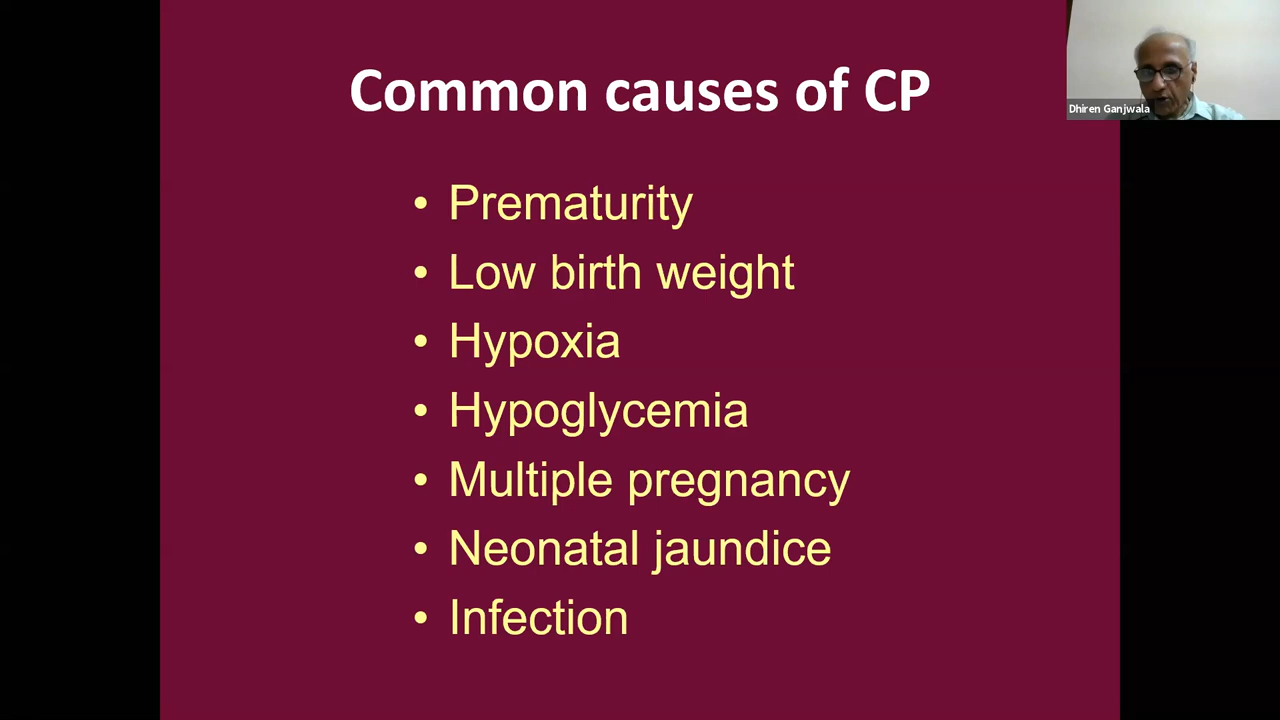 Common causes of CP
Dhiren Ganjwala
• Prematurity
• Low birth weight
• Hypoxia
• Hypoglycemia
• Multiple pregnancy
• Neonatal jaundice
• Infection